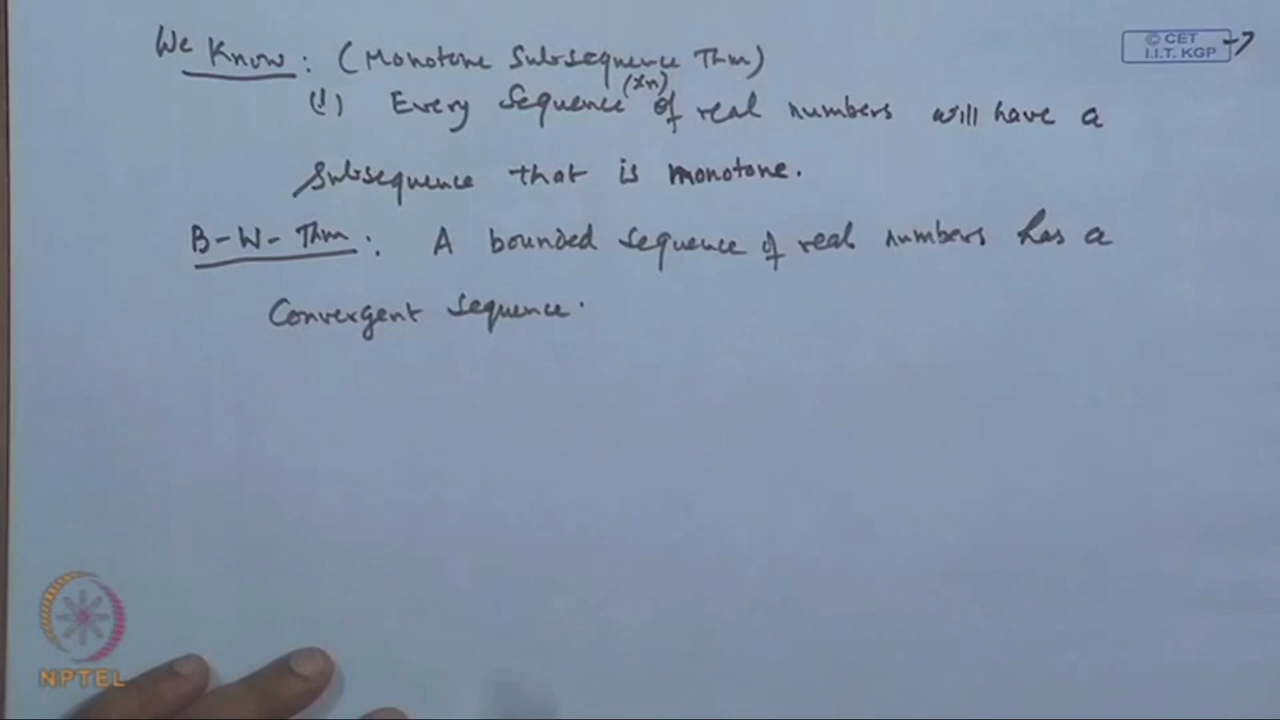 We Know : (Monotone Subsequence Thm)
(1) Every Sequence (xn) of real numbers will have a
Subsequence that is monotone.
B-W-Thm : A bounded sequence of real numbers has a
Convergent sequence.
© CET
I.I.T. KGP
NPTEL